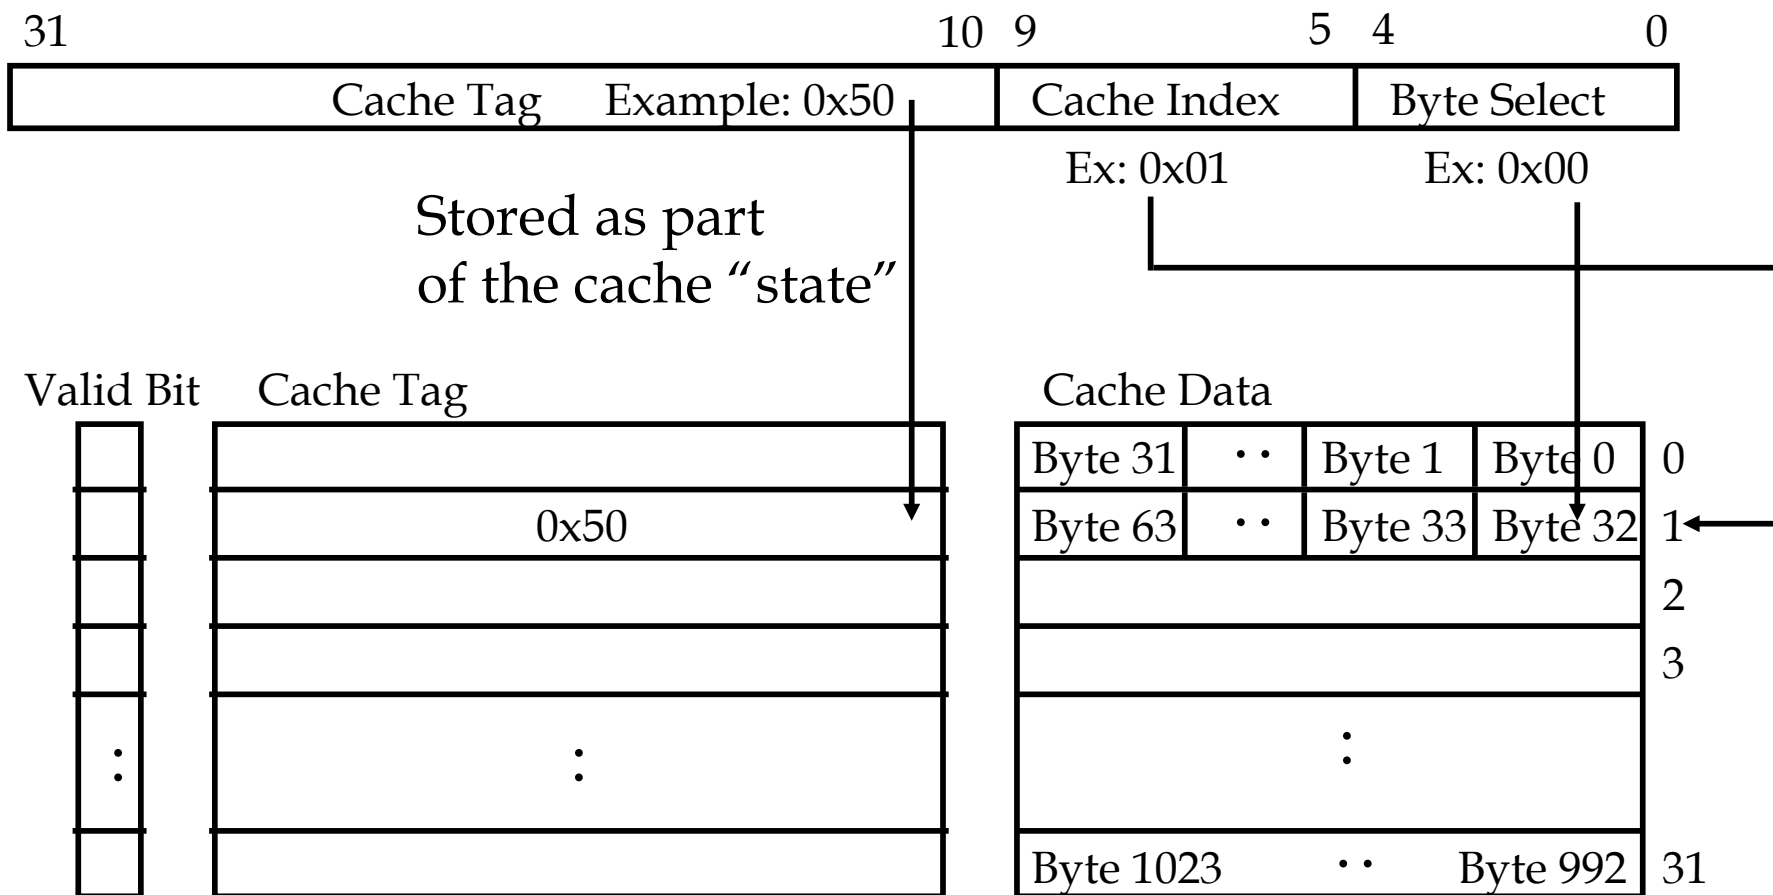 31 10 9 5 4 0
Cache Tag Example: 0x50 Cache Index Byte Select
Ex: 0x01 Ex: 0x00
Stored as part
of the cache “state”
Valid Bit Cache Tag Cache Data
Byte 31 ·· Byte 1 Byte 0 0
0x50 Byte 63 ·· Byte 33 Byte 32 1
2
3
: : :
Byte 1023 ·· Byte 992 31